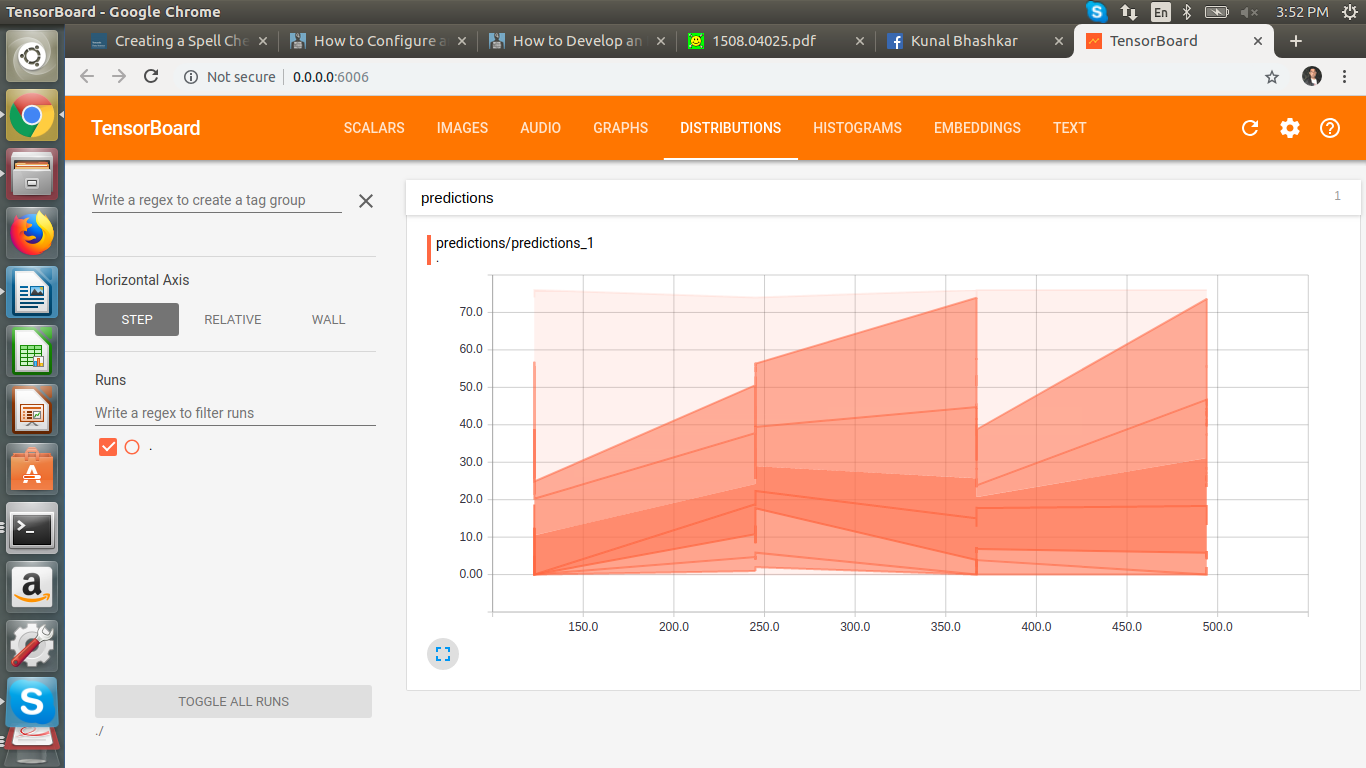 TensorBoard - Google Chrome
En
3:52 PM
Creating a Spell Che
How to Configure a
How to Develop an
1508.04025.pdf
Kunal Bhashkar
TensorBoard
Not secure
0.0.0.0:6006
TensorBoard
SCALARS
IMAGES
AUDIO
GRAPHS
DISTRIBUTIONS
HISTOGRAMS
EMBEDDINGS
TEXT
Write a regex to create a tag group
Horizontal Axis
STEP
RELATIVE
WALL
Runs
Write a regex to filter runs
.
TOGGLE ALL RUNS
./
predictions
1
predictions/predictions_1
.
70.0
60.0
50.0
40.0
30.0
20.0
10.0
0.00
150.0
200.0
250.0
300.0
350.0
400.0
450.0
500.0